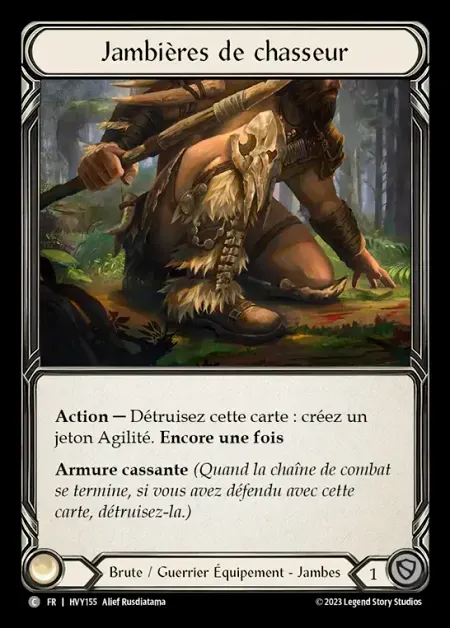 Jambières de chasseur
Action — Détruisez cette carte : créez un
jeton Agilité. Encore une fois
Armure cassante (Quand la chaîne de combat
se termine, si vous avez défendu avec cette
carte, détruisez-la.)
Brute / Guerrier Équipement - Jambes 1
C FR | HVY155 Alief Rusdiatama © 2023 Legend Story Studios